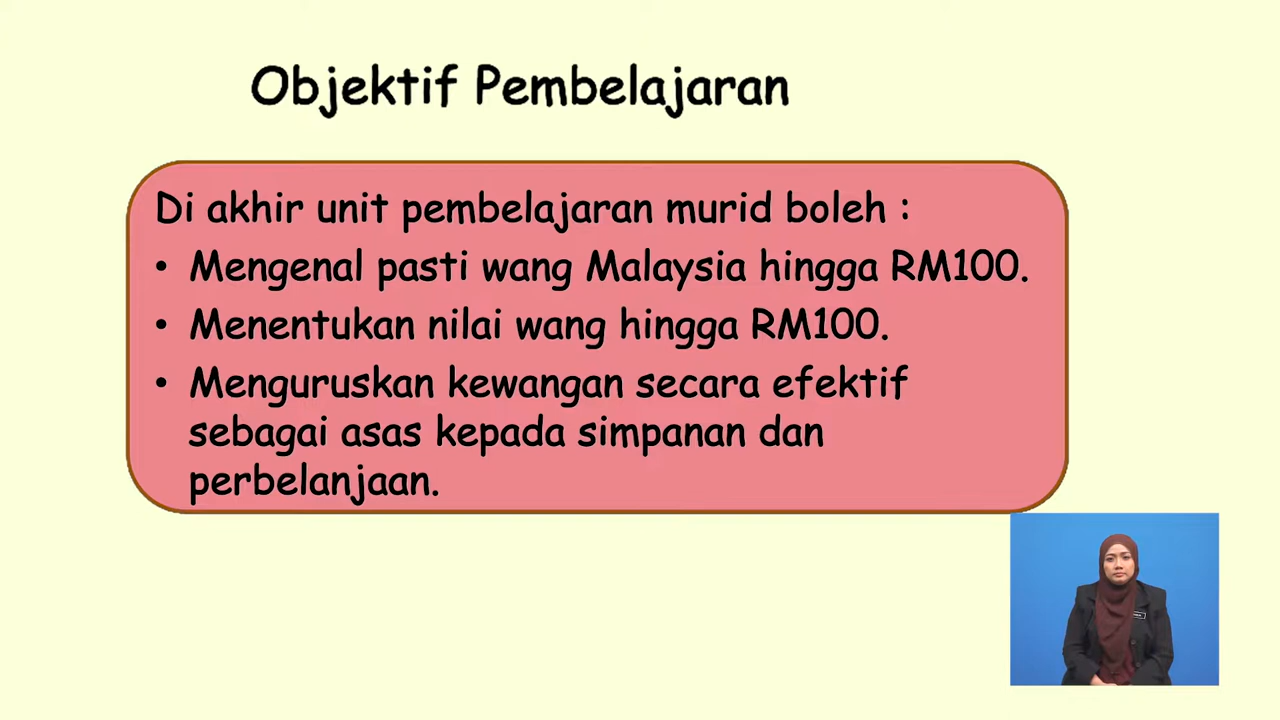 Objektif Pembelajaran
Di akhir unit pembelajaran murid boleh :
• Mengenal pasti wang Malaysia hingga RM100.
• Menentukan nilai wang hingga RM100.
• Menguruskan kewangan secara efektif
sebagai asas kepada simpanan dan
perbelanjaan.